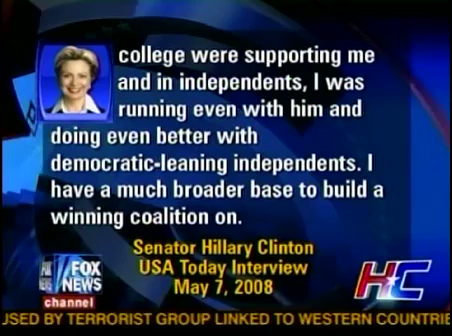 college were supporting me
and in independents, I was
running even with him and
doing even better with
democratic-leaning independents. I
have a much broader base to build a
winning coalition on.
Senator Hillary Clinton
USA Today Interview
May 7, 2008
FOX
NEWS
FOX
NEWS
channel
HC
USED BY TERRORIST GROUP LINKED TO WESTERN COUNTRIE